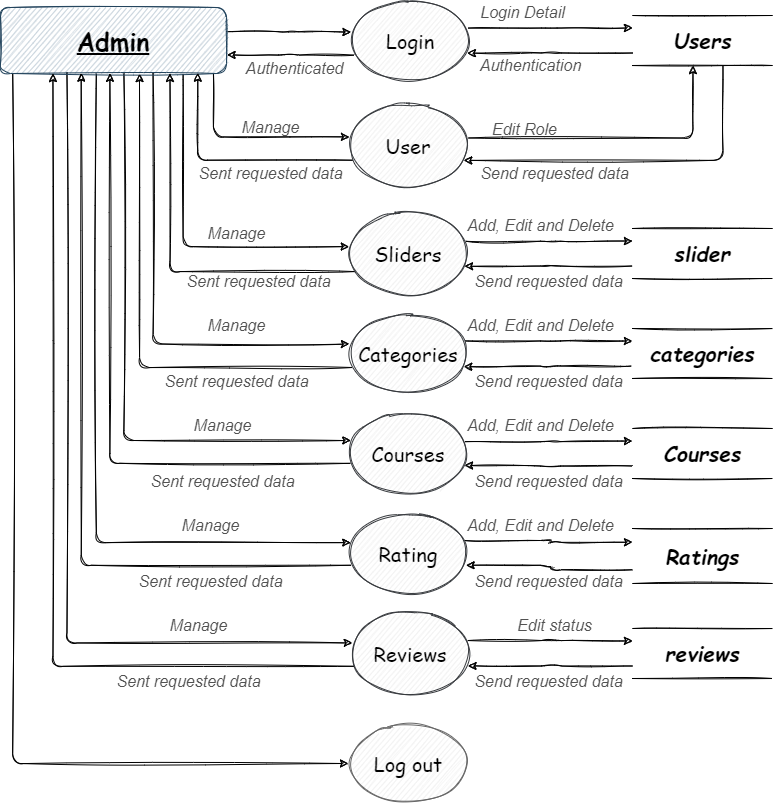 Login Detail
Admin
Login
Users
Authenticated
Authentication
Manage
Edit Role
User
Sent requested data
Send requested data
Manage
Add, Edit and Delete
Sliders
slider
Sent requested data
Send requested data
Manage
Add, Edit and Delete
Categories
categories
Sent requested data
Send requested data
Manage
Add, Edit and Delete
Courses
Courses
Sent requested data
Send requested data
Manage
Add, Edit and Delete
Rating
Ratings
Sent requested data
Send requested data
Manage
Edit status
Reviews
reviews
Sent requested data
Send requested data
Log out